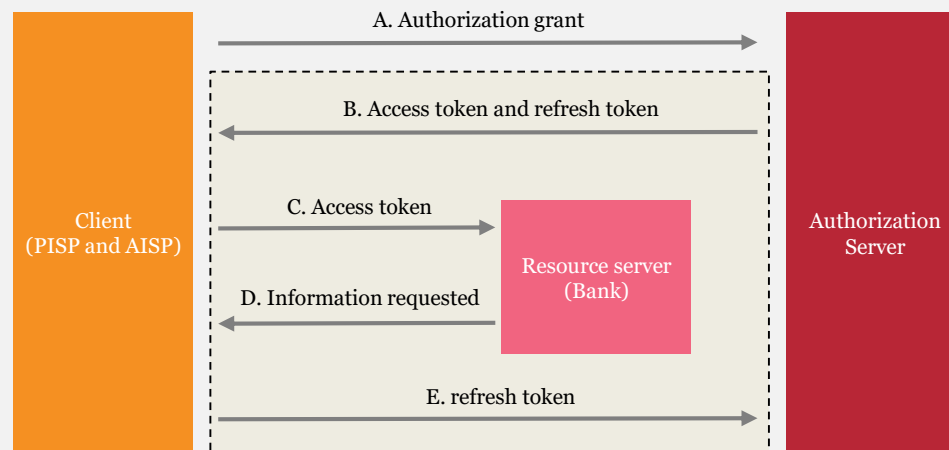 A. Authorization grant
B. Access token and refresh token
C. Access token
Client
(PISP and AISP)
Authorization
Server
Resource server
(Bank)
D. Information requested
E. refresh token